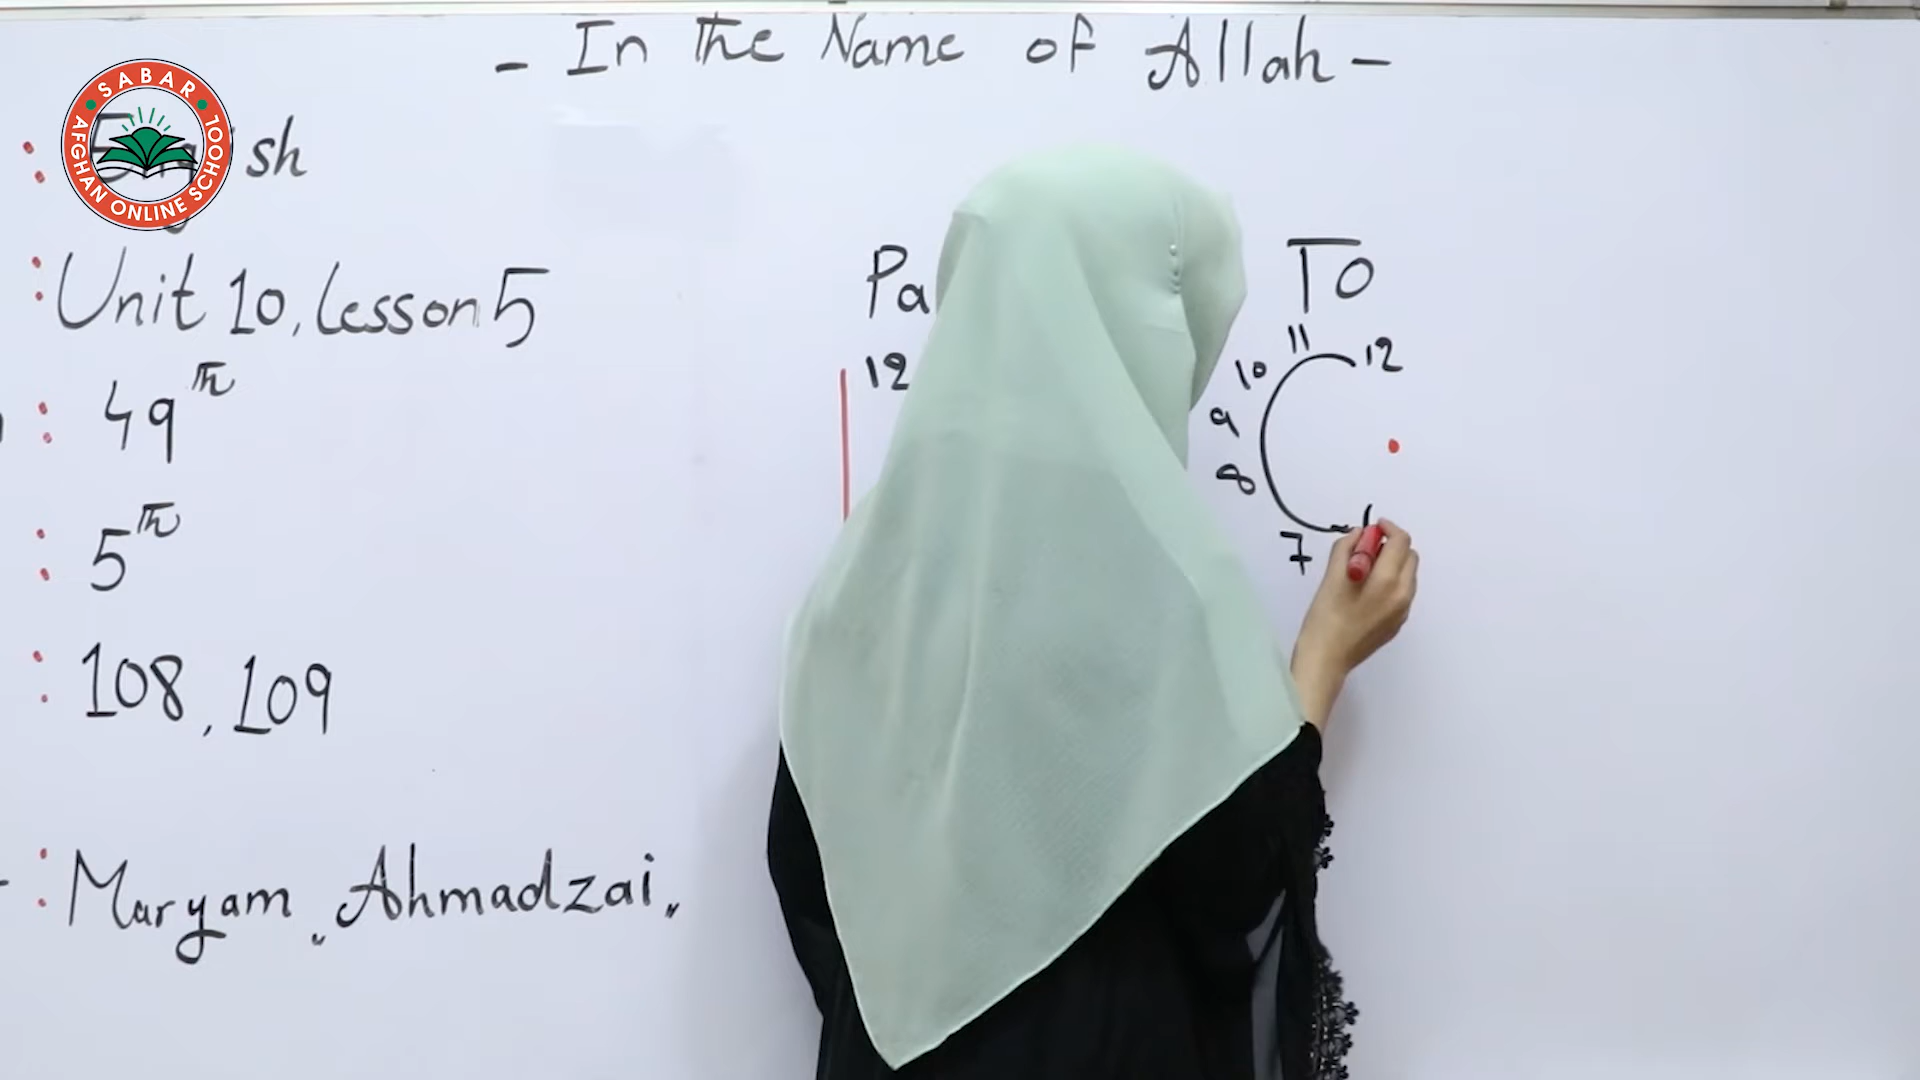 - In the Name of Allah -
SABAR
AFGHAN ONLINE SCHOOL
: English
: Unit 10, Lesson 5
: 49th
: 5th
: 108, 109
: Maryam "Ahmadzai"
Pa
12
TO
11 12
10
9
8
7